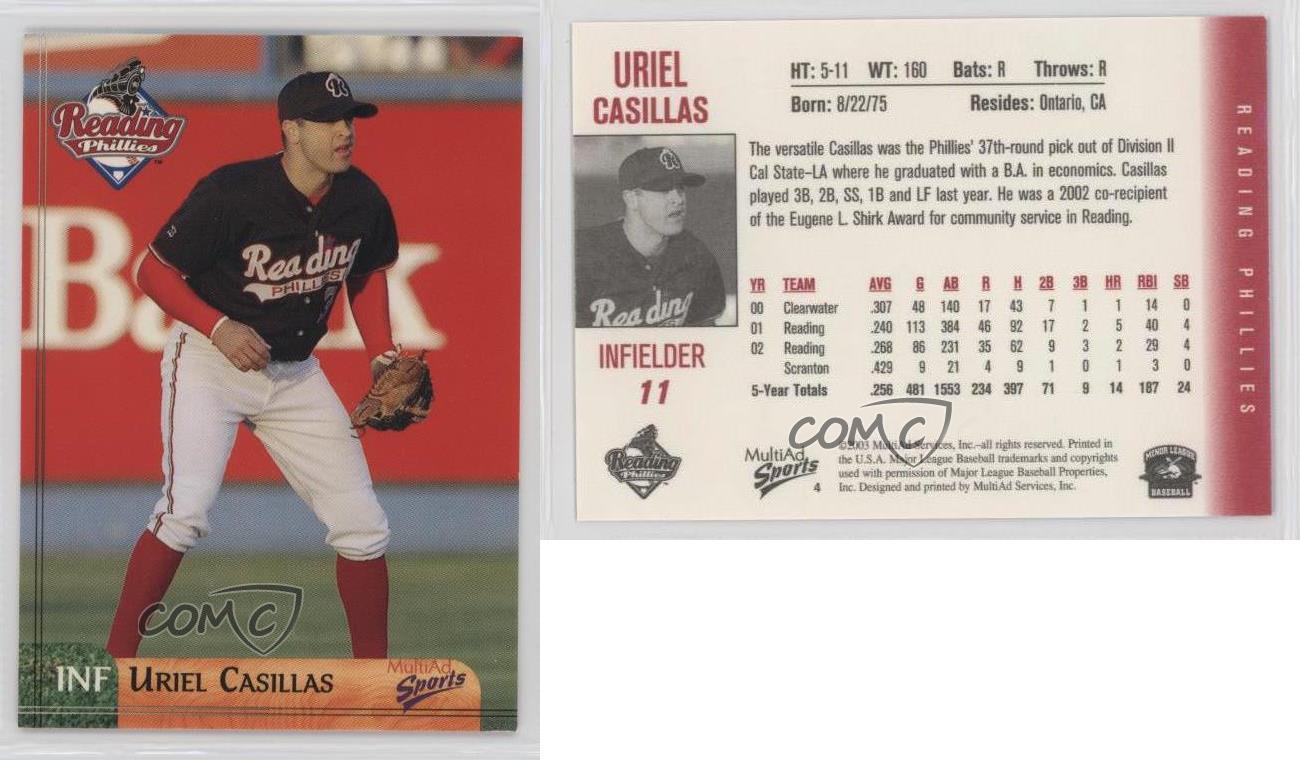 Reading
Phillies
TM
R
Bank
Reading
PHILLIES
COMC
INF URIEL CASILLAS
MultiAd
Sports
URIEL
CASILLAS
HT: 5-11 WT: 160 Bats: R Throws: R
Born: 8/22/75 Resides: Ontario, CA
The versatile Casillas was the Phillies' 37th-round pick out of Division II
Cal State–LA where he graduated with a B.A. in economics. Casillas
played 3B, 2B, SS, 1B and LF last year. He was a 2002 co-recipient
of the Eugene L. Shirk Award for community service in Reading.
R
Reading
INFIELDER
11
YR TEAM AVG G AB R H 2B 3B HR RBI SB
00 Clearwater .307 48 140 17 43 7 1 1 14 0
01 Reading .240 113 384 46 92 17 2 5 40 4
02 Reading .268 86 231 35 62 9 3 2 29 4
Scranton .429 9 21 4 9 1 0 1 3 0
5-Year Totals .256 481 1553 234 397 71 9 14 187 24
COMC
Reading
Phillies
MultiAd
Sports
4
©2003 MultiAd Services, Inc.–all rights reserved. Printed in
the U.S.A. Major League Baseball trademarks and copyrights
used with permission of Major League Baseball Properties,
Inc. Designed and printed by MultiAd Services, Inc.
MINOR LEAGUE
BASEBALL
READING PHILLIES